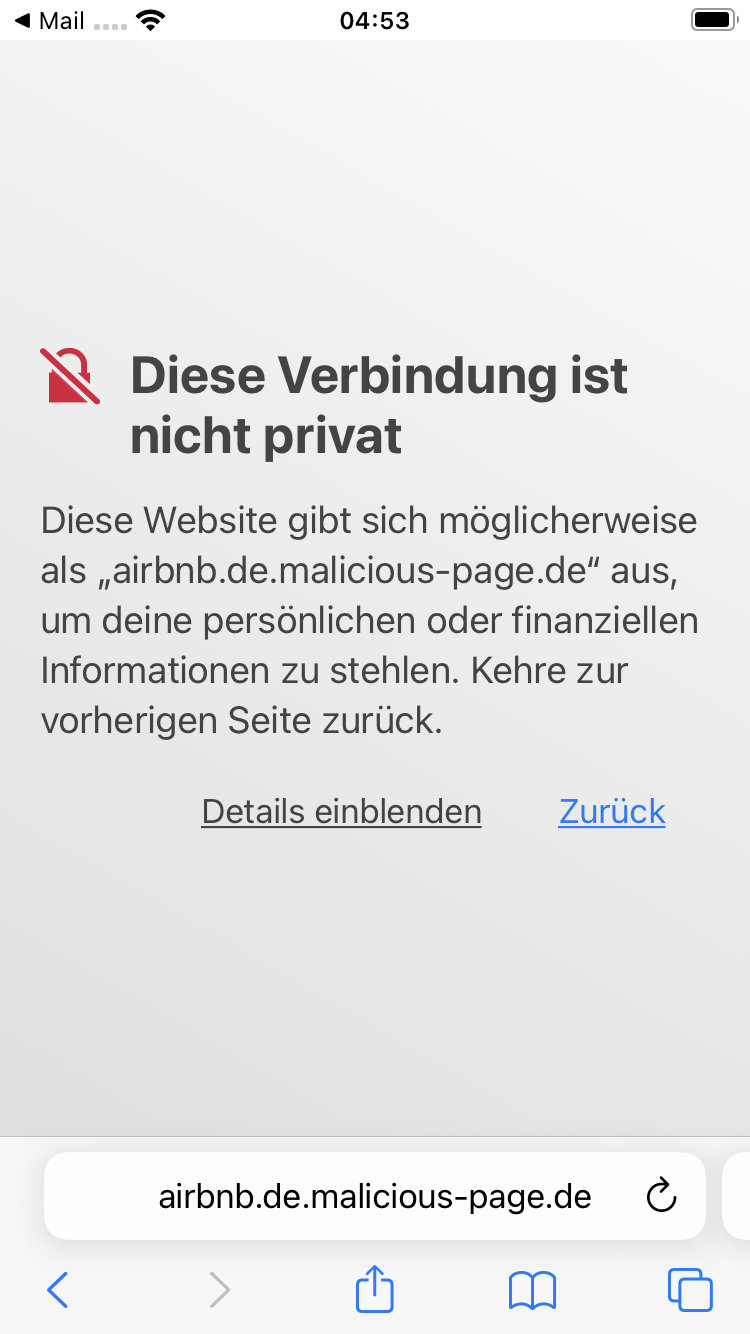 Mail
04:53
Diese Verbindung ist
nicht privat
Diese Website gibt sich möglicherweise
als „airbnb.de.malicious-page.de“ aus,
um deine persönlichen oder finanziellen
Informationen zu stehlen. Kehre zur
vorherigen Seite zurück.
Details einblenden Zurück
airbnb.de.malicious-page.de